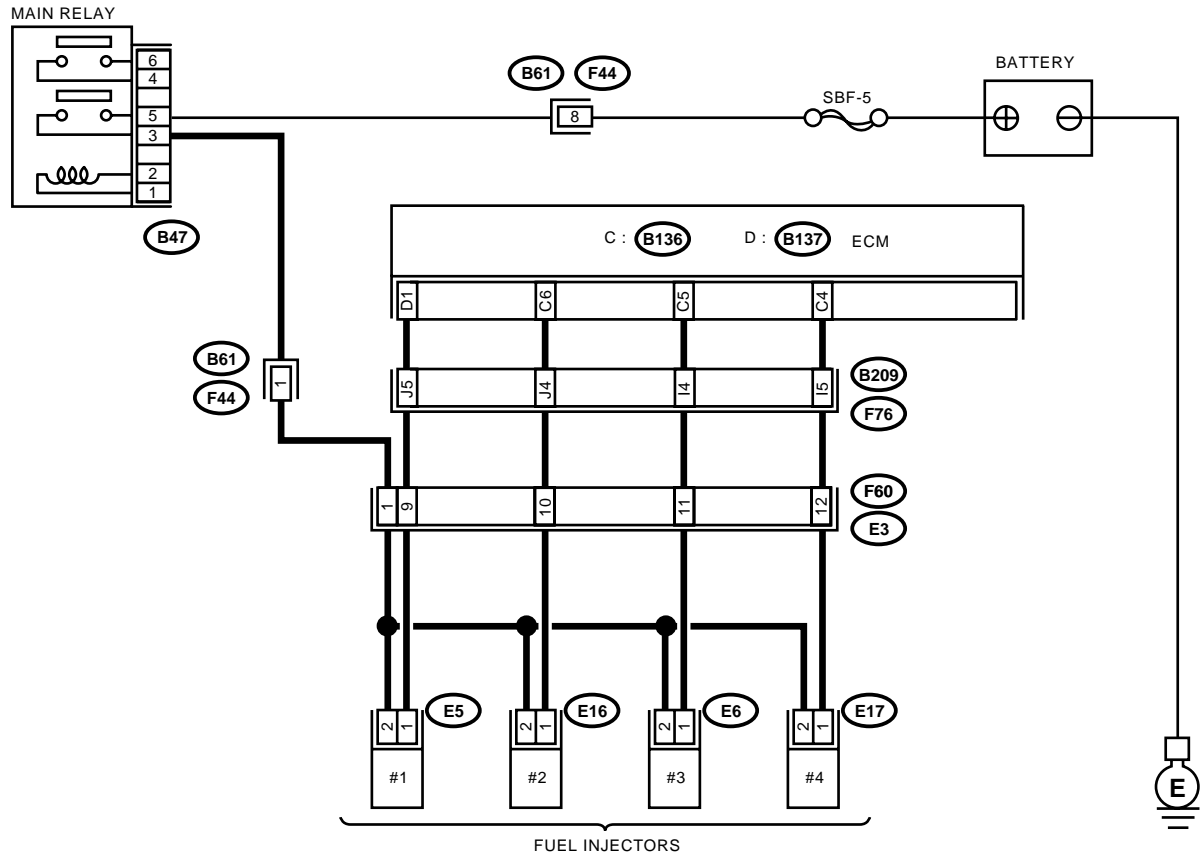 MAIN RELAY
6
4
5
3
2
1
B47
B61 F44
8
SBF-5
BATTERY
C : B136 D : B137 ECM
D1 C6 C5 C4
B61
F44
1
J5 J4 I4 I5
B209
F76
1 9 10 11 12
F60
E3
2 1 E5
2 1 E16
2 1 E6
2 1 E17
#1 #2 #3 #4
E
FUEL INJECTORS